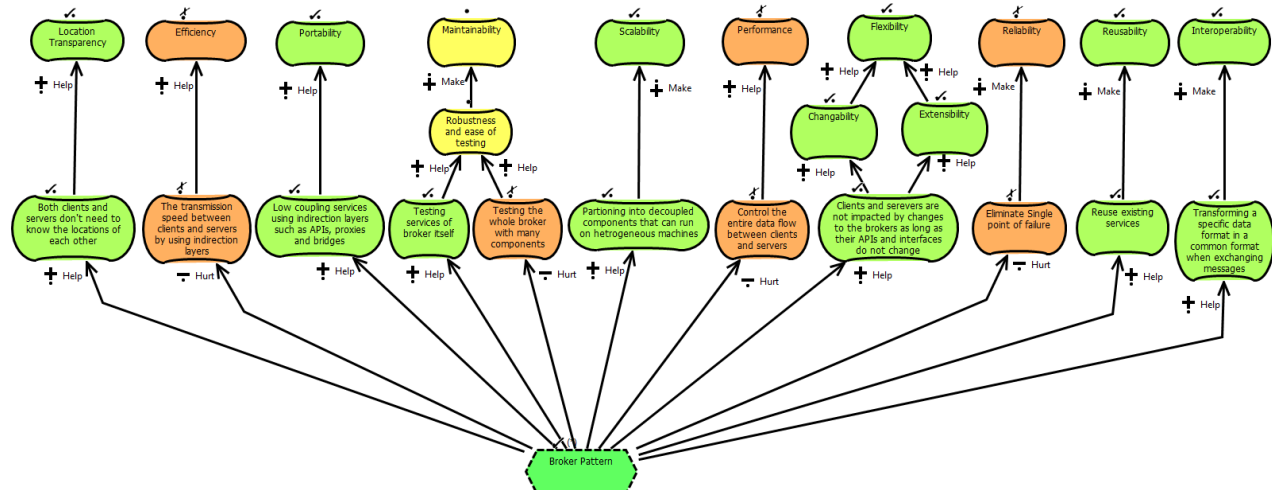 Location
Transparency
Efficiency
Portability
Maintainability
Scalability
Performance
Flexibility
Reliability
Reusability
Interoperability
Help
Help
Help
Make
Make
Help
Help
Help
Make
Make
Make
Robustness
and ease of
testing
Changability
Extensibility
Help
Help
Help
Help
Both clients and
servers don't need to
know the locations of
each other
The transmission
speed between
clients and servers
by using indirection
layers
Low coupling services
using indirection layers
such as APIs, proxies
and bridges
Testing
services of
broker itself
Testing the
whole broker
with many
components
Partioning into decoupled
components that can run
on hetrogeneous machines
Control the
entire data flow
between clients
and servers
Clients and serevers are
not impacted by changes
to the brokers as long as
their APIs and interfaces
do not change
Eliminate Single
point of failure
Reuse existing
services
Transforming a
specific data
format in a
common format
when exchanging
messages
Help
Hurt
Help
Help
Hurt
Help
Hurt
Help
Hurt
Help
Help
(*)
Broker Pattern